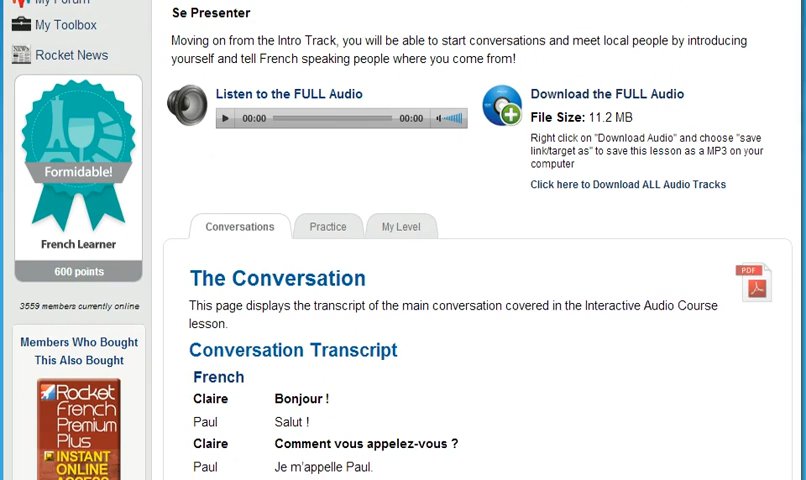 My Forum
My Toolbox
Rocket News
Formidable!
French Learner
600 points
3559 members currently online
Members Who Bought
This Also Bought
Rocket
French
Premium
Plus
INSTANT
ONLINE
ACCESS
Se Presenter
Moving on from the Intro Track, you will be able to start conversations and meet local people by introducing
yourself and tell French speaking people where you come from!
Listen to the FULL Audio
00:00
00:00
Download the FULL Audio
File Size: 11.2 MB
Right click on "Download Audio" and choose "save
link/target as" to save this lesson as a MP3 on your
computer
Click here to Download ALL Audio Tracks
Conversations
Practice
My Level
The Conversation
PDF
This page displays the transcript of the main conversation covered in the Interactive Audio Course
lesson.
Conversation Transcript
French
Claire Bonjour !
Paul Salut !
Claire Comment vous appelez-vous ?
Paul Je m'appelle Paul.